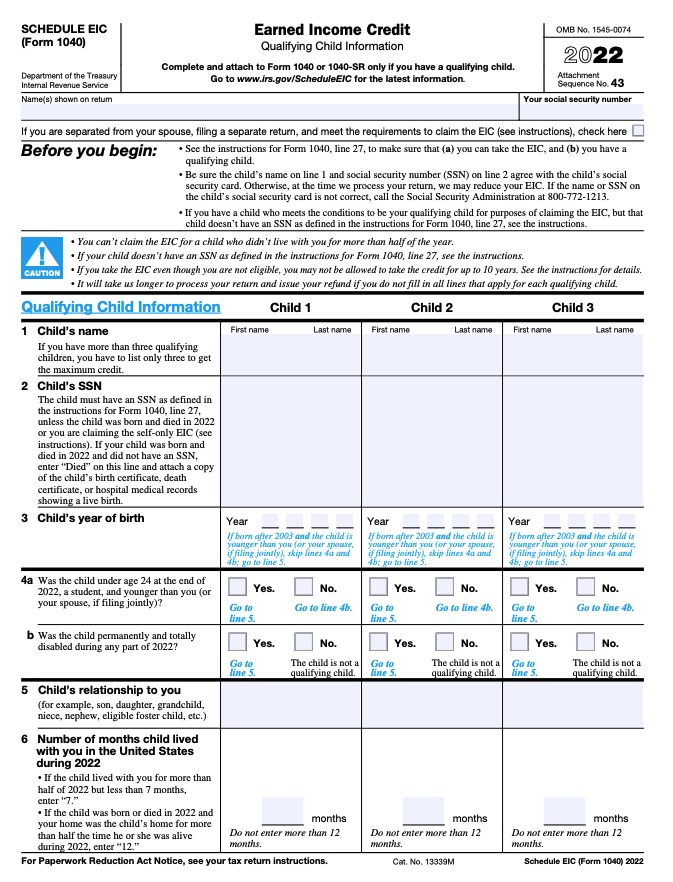 SCHEDULE EIC
(Form 1040)
Department of the Treasury
Internal Revenue Service
Earned Income Credit
Qualifying Child Information
Complete and attach to Form 1040 or 1040-SR only if you have a qualifying child.
Go to www.irs.gov/ScheduleEIC for the latest information.
OMB No. 1545-0074
2022
Attachment
Sequence No. 43
Name(s) shown on return
Your social security number
If you are separated from your spouse, filing a separate return, and meet the requirements to claim the EIC (see instructions), check here
Before you begin:
• See the instructions for Form 1040, line 27, to make sure that (a) you can take the EIC, and (b) you have a
qualifying child.
• Be sure the child's name on line 1 and social security number (SSN) on line 2 agree with the child's social
security card. Otherwise, at the time we process your return, we may reduce your EIC. If the name or SSN on
the child's social security card is not correct, call the Social Security Administration at 800-772-1213.
• If you have a child who meets the conditions to be your qualifying child for purposes of claiming the EIC, but that
child doesn't have an SSN as defined in the instructions for Form 1040, line 27, see the instructions.
CAUTION
• You can't claim the EIC for a child who didn't live with you for more than half of the year.
• If your child doesn't have an SSN as defined in the instructions for Form 1040, line 27, see the instructions.
• If you take the EIC even though you are not eligible, you may not be allowed to take the credit for up to 10 years. See the instructions for details.
• It will take us longer to process your return and issue your refund if you do not fill in all lines that apply for each qualifying child.
Qualifying Child Information Child 1 Child 2 Child 3
1 Child's name
If you have more than three qualifying
children, you have to list only three to get
the maximum credit.
First name Last name First name Last name First name Last name
2 Child's SSN
The child must have an SSN as defined in
the instructions for Form 1040, line 27,
unless the child was born and died in 2022
or you are claiming the self-only EIC (see
instructions). If your child was born and
died in 2022 and did not have an SSN,
enter "Died" on this line and attach a copy
of the child's birth certificate, death
certificate, or hospital medical records
showing a live birth.
3 Child's year of birth
Year
If born after 2003 and the child is
younger than you (or your spouse,
if filing jointly), skip lines 4a and
4b; go to line 5.
Year
If born after 2003 and the child is
younger than you (or your spouse,
if filing jointly), skip lines 4a and
4b; go to line 5.
Year
If born after 2003 and the child is
younger than you (or your spouse,
if filing jointly), skip lines 4a and
4b; go to line 5.
4a Was the child under age 24 at the end of
2022, a student, and younger than you (or
your spouse, if filing jointly)?
Yes. No.
Go to
line 5.
Go to line 4b.
Yes. No.
Go to
line 5.
Go to line 4b.
Yes. No.
Go to
line 5.
Go to line 4b.
b Was the child permanently and totally
disabled during any part of 2022?
Yes. No.
Go to
line 5.
The child is not a
qualifying child.
Yes. No.
Go to
line 5.
The child is not a
qualifying child.
Yes. No.
Go to
line 5.
The child is not a
qualifying child.
5 Child's relationship to you
(for example, son, daughter, grandchild,
niece, nephew, eligible foster child, etc.)
6 Number of months child lived
with you in the United States
during 2022
• If the child lived with you for more than
half of 2022 but less than 7 months,
enter "7."
• If the child was born or died in 2022 and
your home was the child's home for more
than half the time he or she was alive
during 2022, enter "12."
months
Do not enter more than 12
months.
months
Do not enter more than 12
months.
months
Do not enter more than 12
months.
For Paperwork Reduction Act Notice, see your tax return instructions. Cat. No. 13339M Schedule EIC (Form 1040) 2022